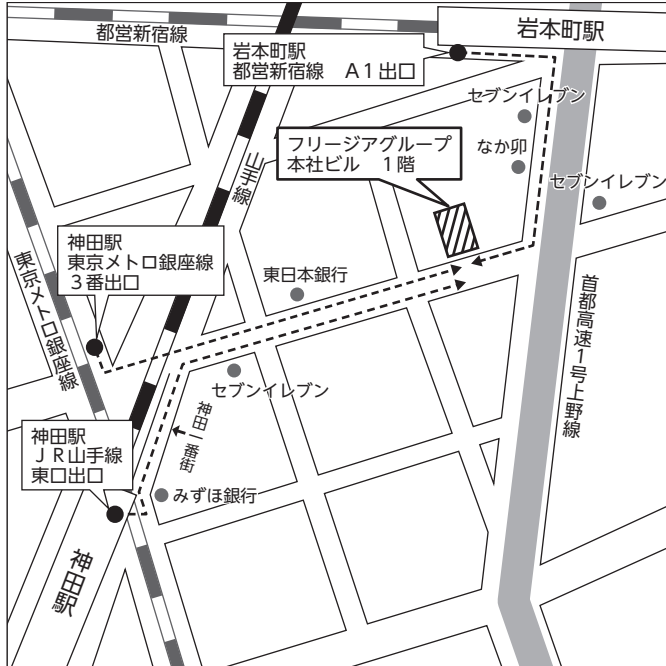 都営新宿線
岩本町駅
岩本町駅
都営新宿線　A1出口
セブンイレブン
フリージアグループ
本社ビル　1階
なか卯
セブンイレブン
山手線
神田駅
東京メトロ銀座線
3番出口
東日本銀行
東京メトロ銀座線
首都高速1号上野線
セブンイレブン
神田一番街
神田駅
ＪＲ山手線
東口出口
みずほ銀行
神田駅